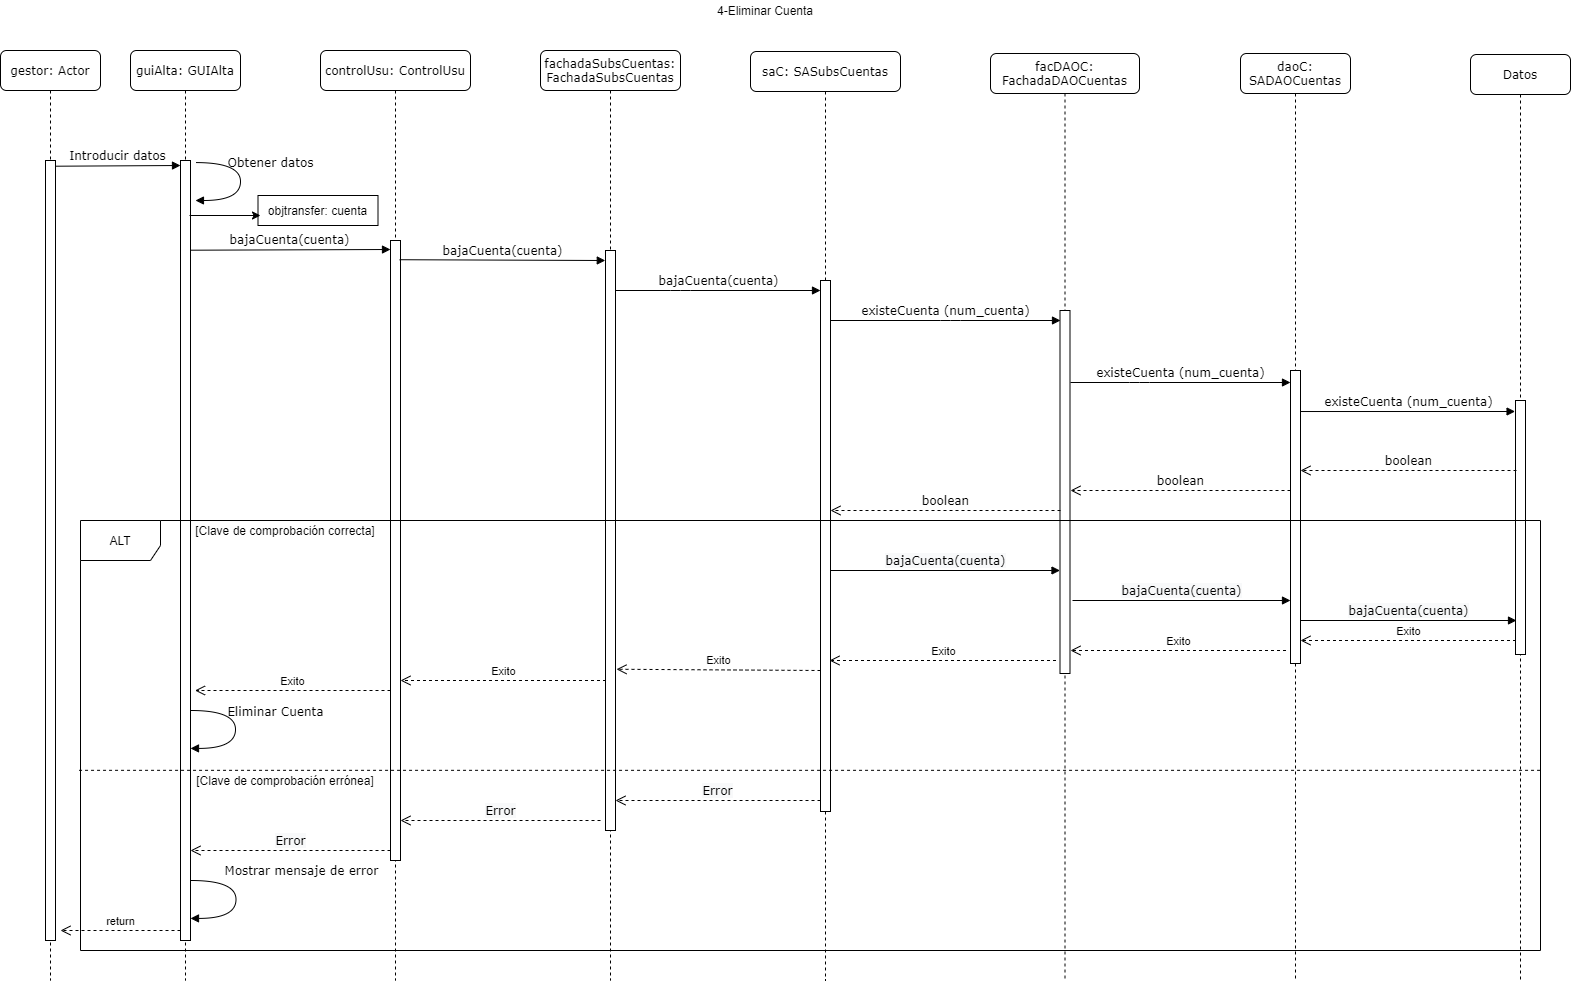 4-Eliminar Cuenta
gestor: Actor
guiAlta: GUIAlta
controlUsu: ControlUsu
fachadaSubsCuentas:
FachadaSubsCuentas
saC: SASubsCuentas
facDAOC:
FachadaDAOCuentas
daoC:
SADAOCuentas
Datos
Introducir datos
Obtener datos
objtransfer: cuenta
bajaCuenta(cuenta)
bajaCuenta(cuenta)
bajaCuenta(cuenta)
existeCuenta (num_cuenta)
existeCuenta (num_cuenta)
existeCuenta (num_cuenta)
boolean
boolean
boolean
ALT
[Clave de comprobación correcta]
bajaCuenta(cuenta)
bajaCuenta(cuenta)
bajaCuenta(cuenta)
Exito
Exito
Exito
Exito
Exito
Exito
Eliminar Cuenta
[Clave de comprobación errónea]
Error
Error
Error
Mostrar mensaje de error
return